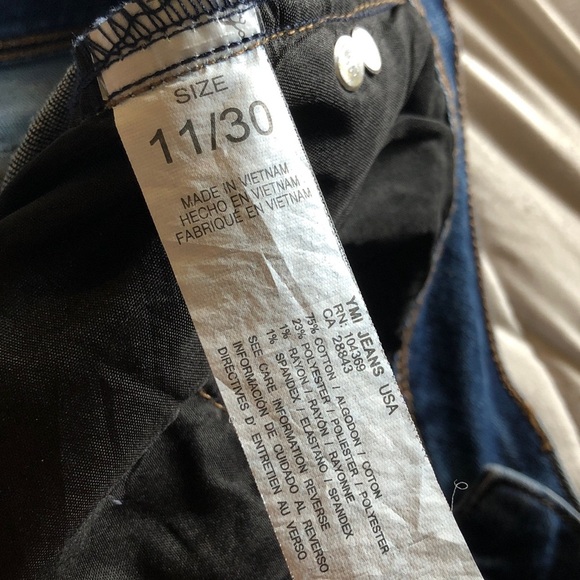 SIZE
11/30
MADE IN VIETNAM
HECHO EN VIETNAM
FABRIQUE EN VIETNAM
YMI JEANS USA
RN: 104369
CA 28843
75% COTTON / ALGODON / COTON
23% POLYESTER / POLIESTER / POLYESTER
1% RAYON / RAYON / RAYONNE
1% SPANDEX / ELASTANO / SPANDEX
SEE CARE INFORMATION REVERSE
INFORMACION DE CUIDADO AL REVERSO
DIRECTIVES D' ENTRETIEN AU VERSO